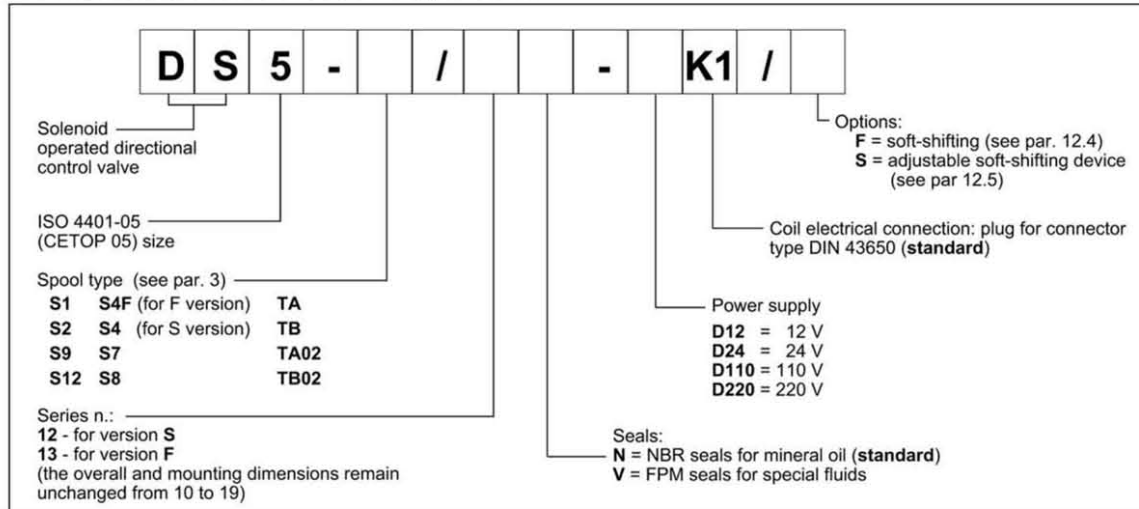 D S 5 - / - K1 /
Solenoid
operated directional
control valve
Options:
F = soft-shifting (see par. 12.4)
S = adjustable soft-shifting device
(see par 12.5)
ISO 4401-05
(CETOP 05) size
Coil electrical connection: plug for connector
type DIN 43650 (standard)
Spool type (see par. 3)
S1 S4F (for F version) TA
S2 S4 (for S version) TB
S9 S7 TA02
S12 S8 TB02
Power supply
D12 = 12 V
D24 = 24 V
D110 = 110 V
D220 = 220 V
Series n.:
12 - for version S
13 - for version F
(the overall and mounting dimensions remain
unchanged from 10 to 19)
Seals:
N = NBR seals for mineral oil (standard)
V = FPM seals for special fluids